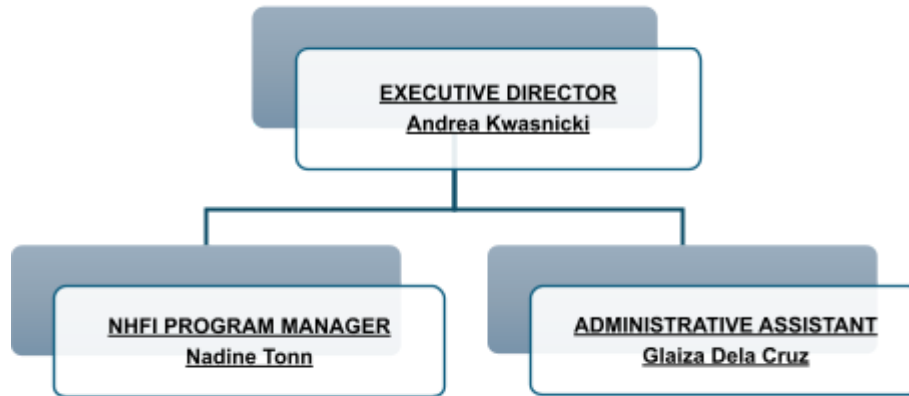 EXECUTIVE DIRECTOR
Andrea Kwasnicki
NHFI PROGRAM MANAGER
Nadine Tonn
ADMINISTRATIVE ASSISTANT
Glaiza Dela Cruz